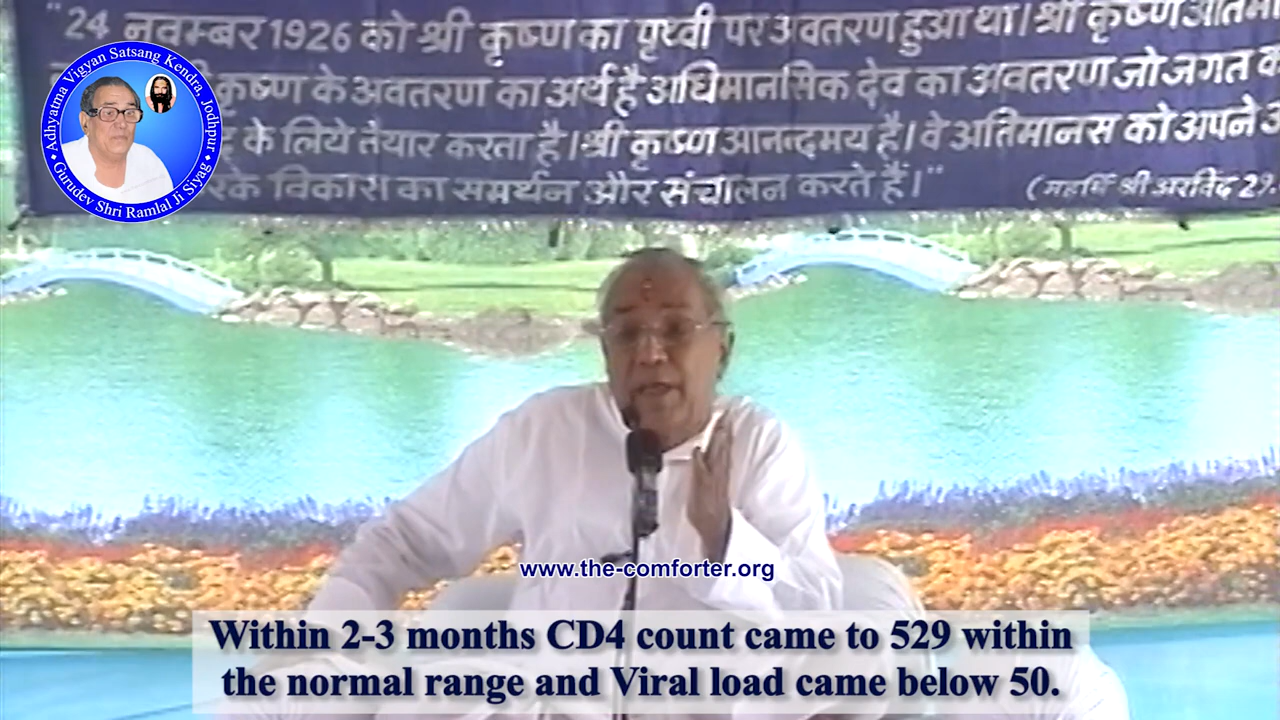 "24 नवम्बर 1926 को श्री कृष्ण का पृथ्वी पर अवतरण हुआ था। श्री कृष्ण
कृष्ण के अवतरण का अर्थ है अधिमानसिक देव का अवतरण जो जगत
के लिये तैयार करता है। श्री कृष्ण आनन्दमय हैं। वे अतिमानस को अपने
विकास का समर्थन और संचालन करते हैं।"
(महर्षि श्री अरविंद 29.
• Adhyatma Vigyan Satsang Kendra, Jodhpur •
Gurudev Shri Ramlal Ji Siyag
www.the-comforter.org
Within 2-3 months CD4 count came to 529 within
the normal range and Viral load came below 50.